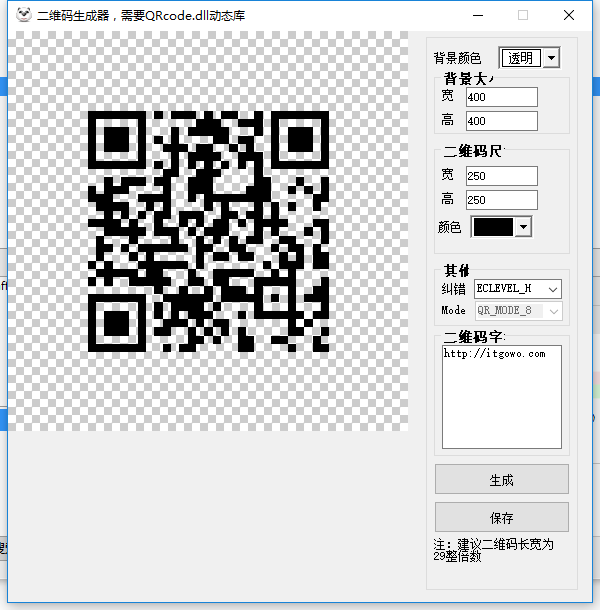 二维码生成器，需要QRcode.dll动态库
背景颜色 透明
背景大
宽 400
高 400
二维码尺
宽 250
高 250
颜色
其他
纠错 ECLEVEL_H
Mode QR_MODE_8
二维码字
http://itgowo.com
生成
保存
注：建议二维码长宽为
29整倍数